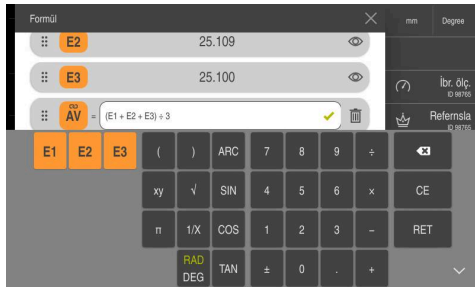 Formül
mm Degree
E2 25.109
E3 25.100
İbr. ölç.
ID 98765
AV = (E1 + E2 + E3) ÷ 3
Refernsla
ID 98765
E1 E2 E3 ( ) ARC 7 8 9 ÷
xy √ SIN 4 5 6 × CE
π 1/X COS 1 2 3 − RET
RAD
DEG TAN ± 0 . +